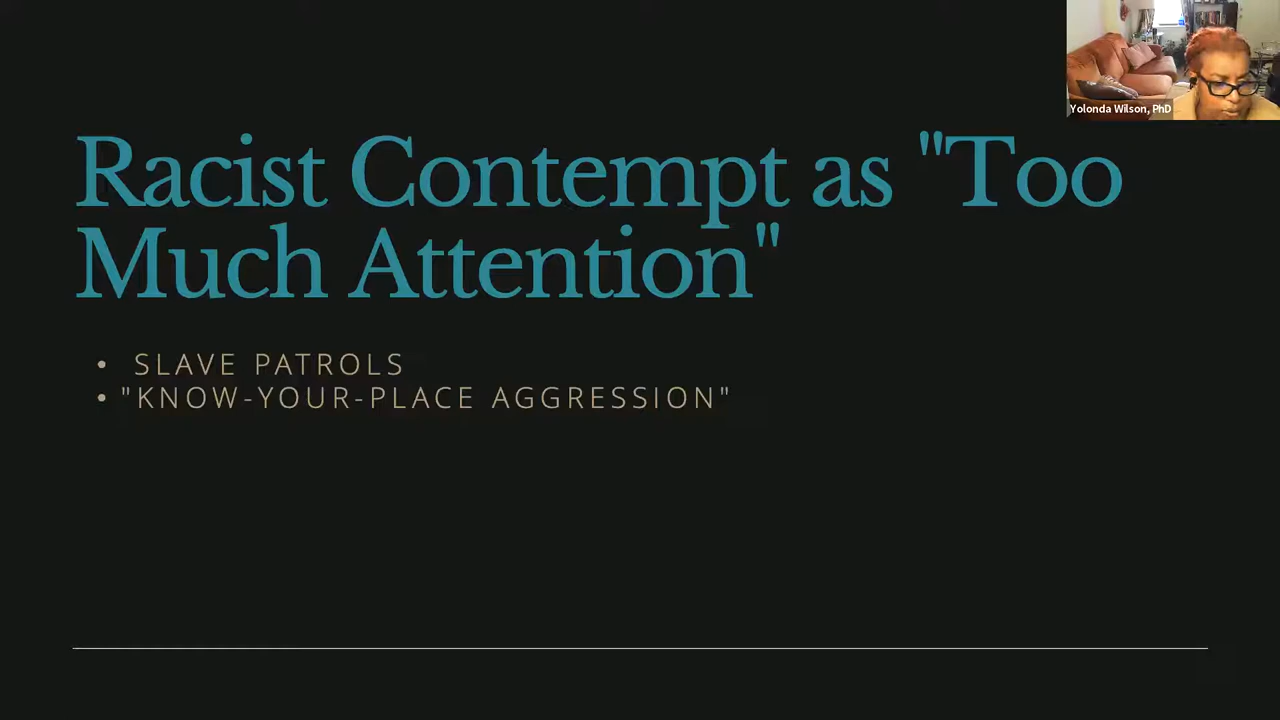 Yolonda Wilson, PhD
Racist Contempt as "Too
Much Attention"
• SLAVE PATROLS
• "KNOW-YOUR-PLACE AGGRESSION"